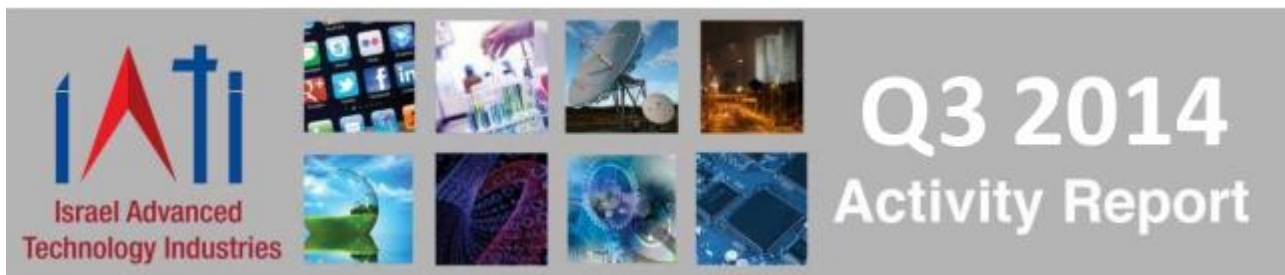 iATi
Israel Advanced
Technology Industries
Q3 2014
Activity Report